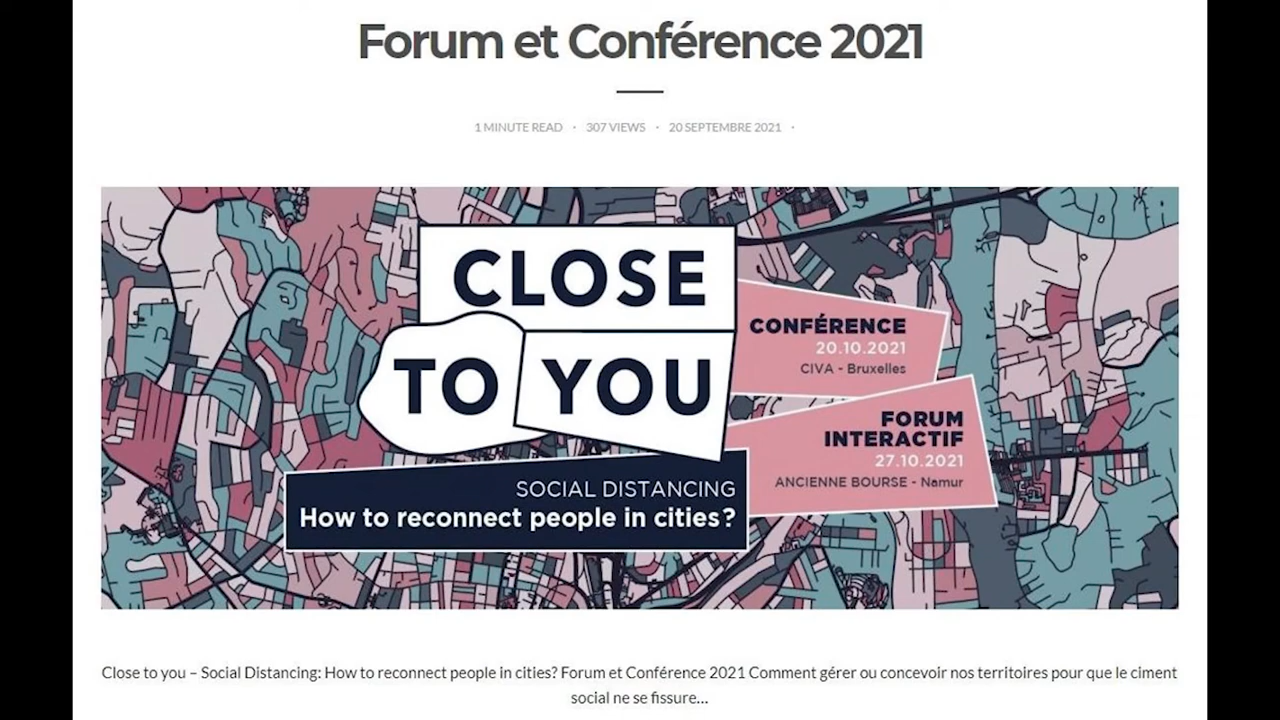 Forum et Conférence 2021
1 MINUTE READ · 307 VIEWS · 20 SEPTEMBRE 2021 ·
CLOSE
TO YOU
CONFÉRENCE
20.10.2021
CIVA - Bruxelles
FORUM
INTERACTIF
27.10.2021
ANCIENNE BOURSE - Namur
SOCIAL DISTANCING
How to reconnect people in cities?
Close to you – Social Distancing: How to reconnect people in cities? Forum et Conférence 2021 Comment gérer ou concevoir nos territoires pour que le ciment
social ne se fissure...